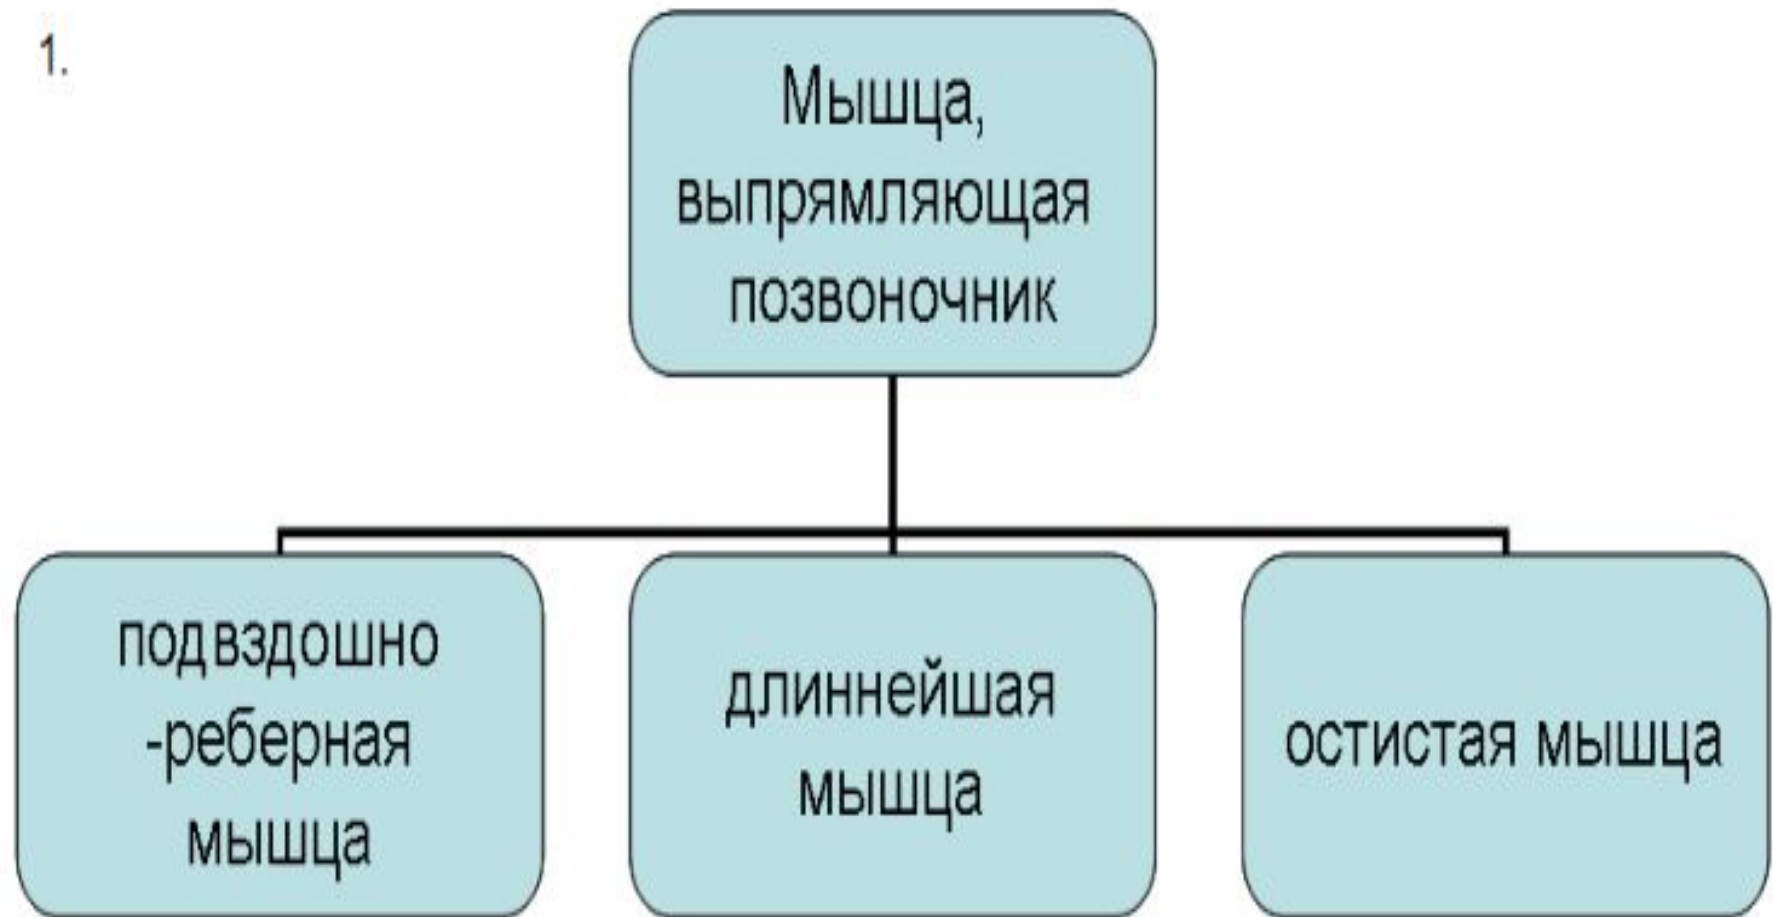 1.
Мышца,
выпрямляющая
позвоночник
подвздошно
-реберная
мышца
длиннейшая
мышца
остистая мышца